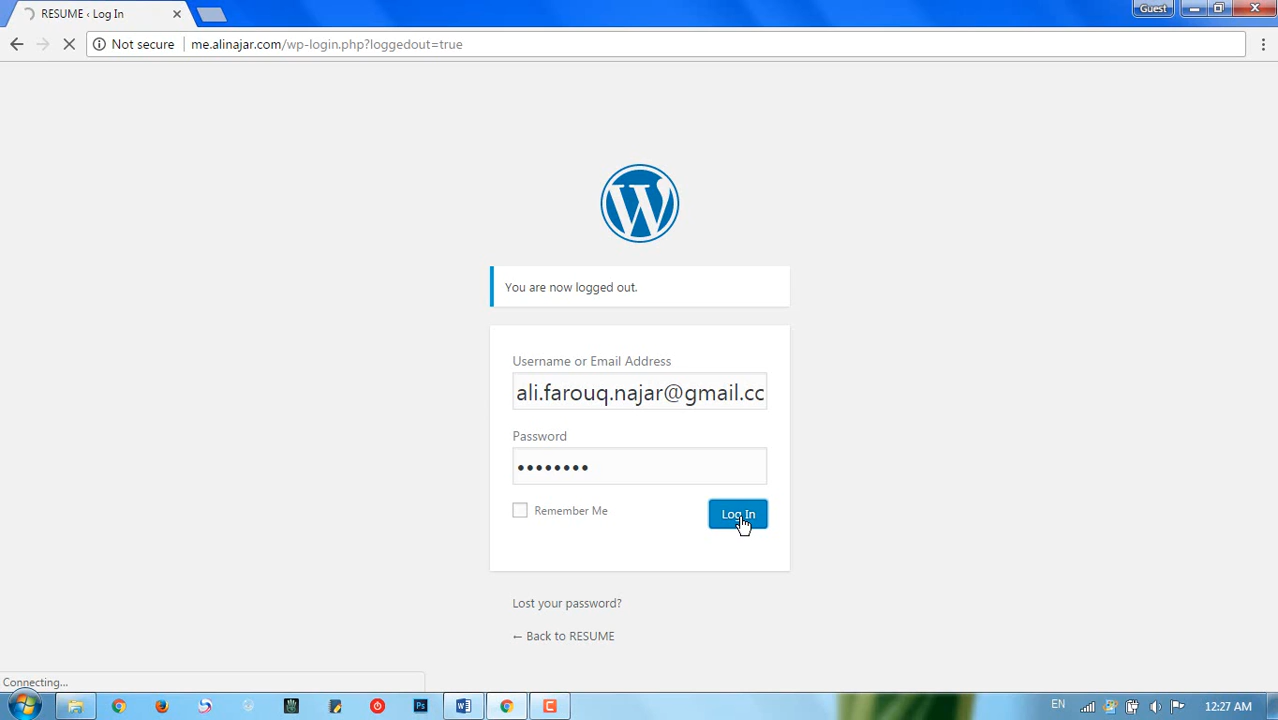 RESUME ‹ Log In
Guest
Not secure
me.alinajar.com/wp-login.php?loggedout=true
You are now logged out.
Username or Email Address
ali.farouq.najar@gmail.cc
Password
Remember Me
Log In
Lost your password?
← Back to RESUME
Connecting...
EN
12:27 AM